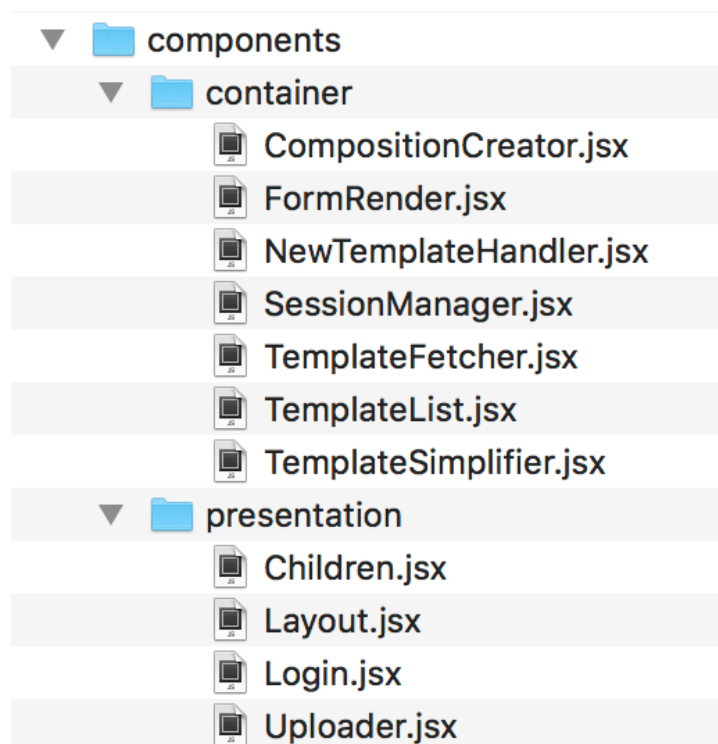 components
container
CompositionCreator.jsx
FormRender.jsx
NewTemplateHandler.jsx
SessionManager.jsx
TemplateFetcher.jsx
TemplateList.jsx
TemplateSimplifier.jsx
presentation
Children.jsx
Layout.jsx
Login.jsx
Uploader.jsx